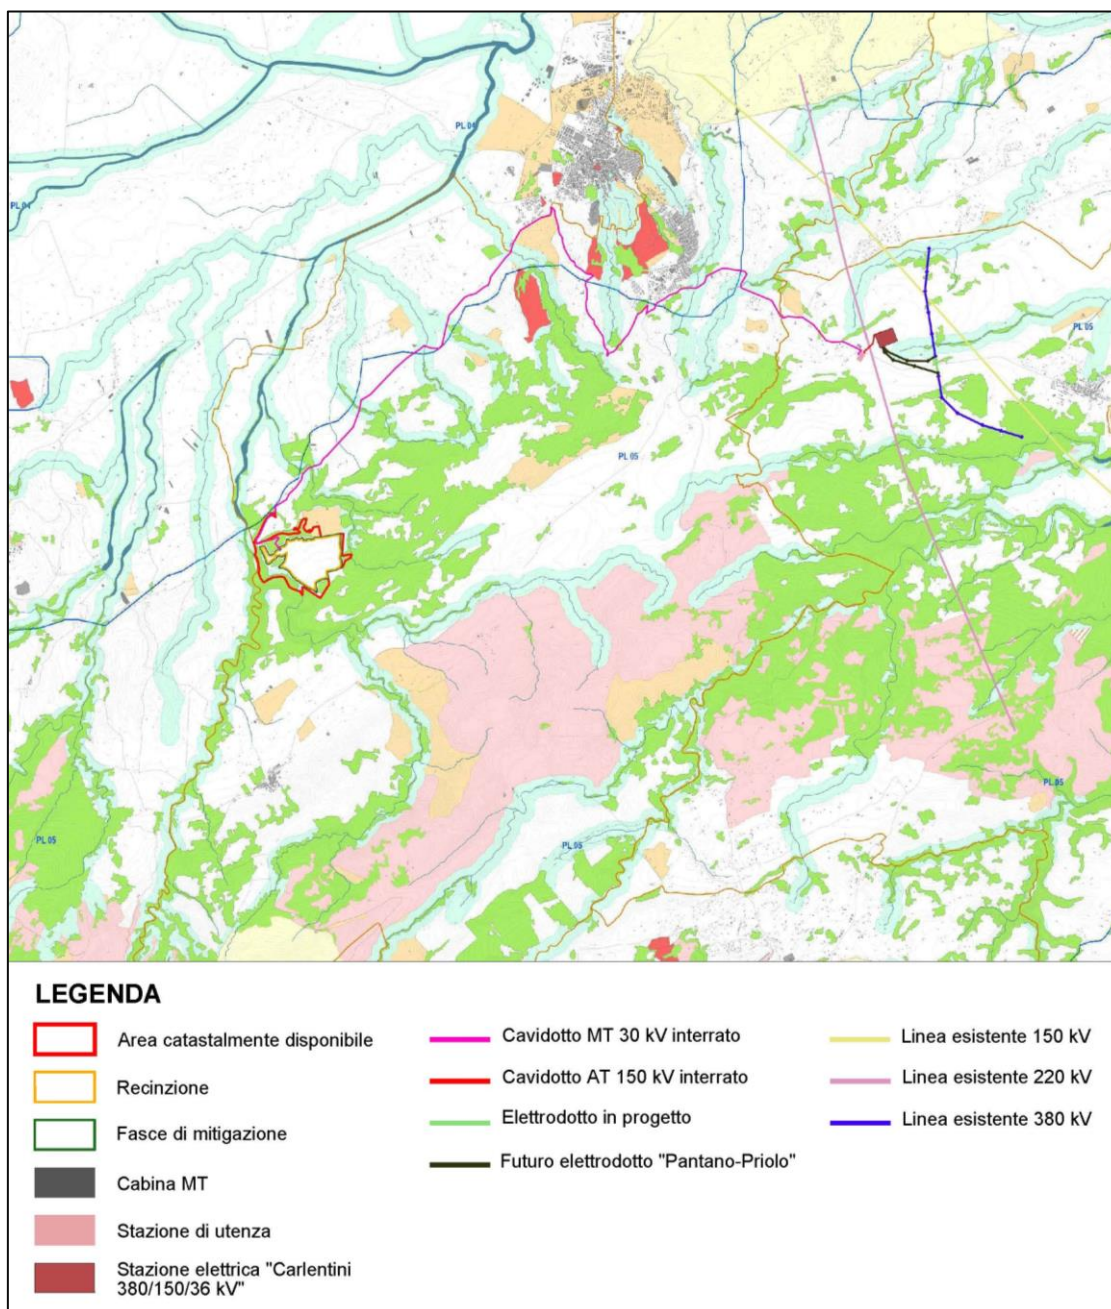 PL 04
PL 04
PL 05
PL 05
PL 05
PL 05
PL 05
LEGENDA
Area catastalmente disponibile
Recinzione
Fasce di mitigazione
Cabina MT
Stazione di utenza
Stazione elettrica "Carlentini
380/150/36 kV"
Cavidotto MT 30 kV interrato
Cavidotto AT 150 kV interrato
Elettrodotto in progetto
Futuro elettrodotto "Pantano-Priolo"
Linea esistente 150 kV
Linea esistente 220 kV
Linea esistente 380 kV